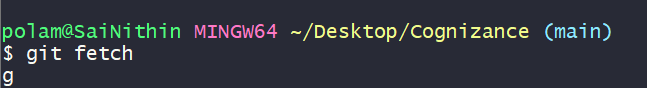 polam@SaiNithin MINGW64 ~/Desktop/Cognizance (main)
$ git fetch
g